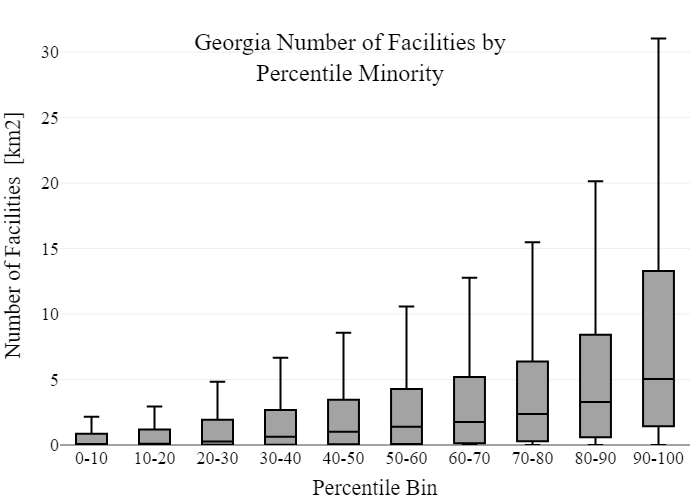 Georgia Number of Facilities by
Percentile Minority
Number of Facilities [km2]
30
25
20
15
10
5
0
0-10 10-20 20-30 30-40 40-50 50-60 60-70 70-80 80-90 90-100
Percentile Bin